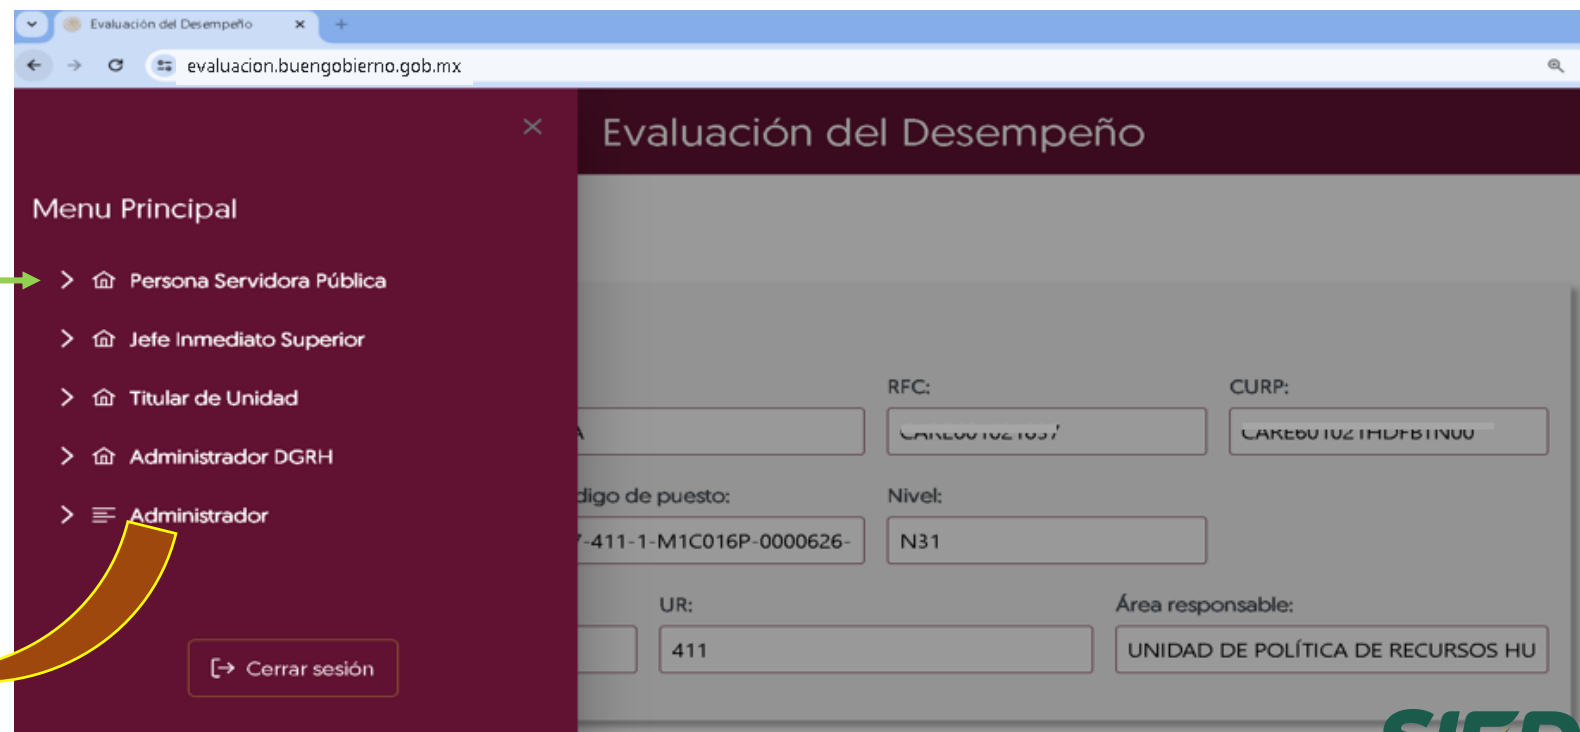 Evaluación del Desempeño
evaluacion.buengobierno.gob.mx
Evaluación del Desempeño
Menu Principal
Persona Servidora Pública
Jefe Inmediato Superior
Titular de Unidad
Administrador DGRH
Administrador
Cerrar sesión
RFC:
CURP:
A
digo de puesto:
Nivel:
-411-1-M1C016P-0000626-
N31
UR:
Área responsable:
411
UNIDAD DE POLÍTICA DE RECURSOS HU